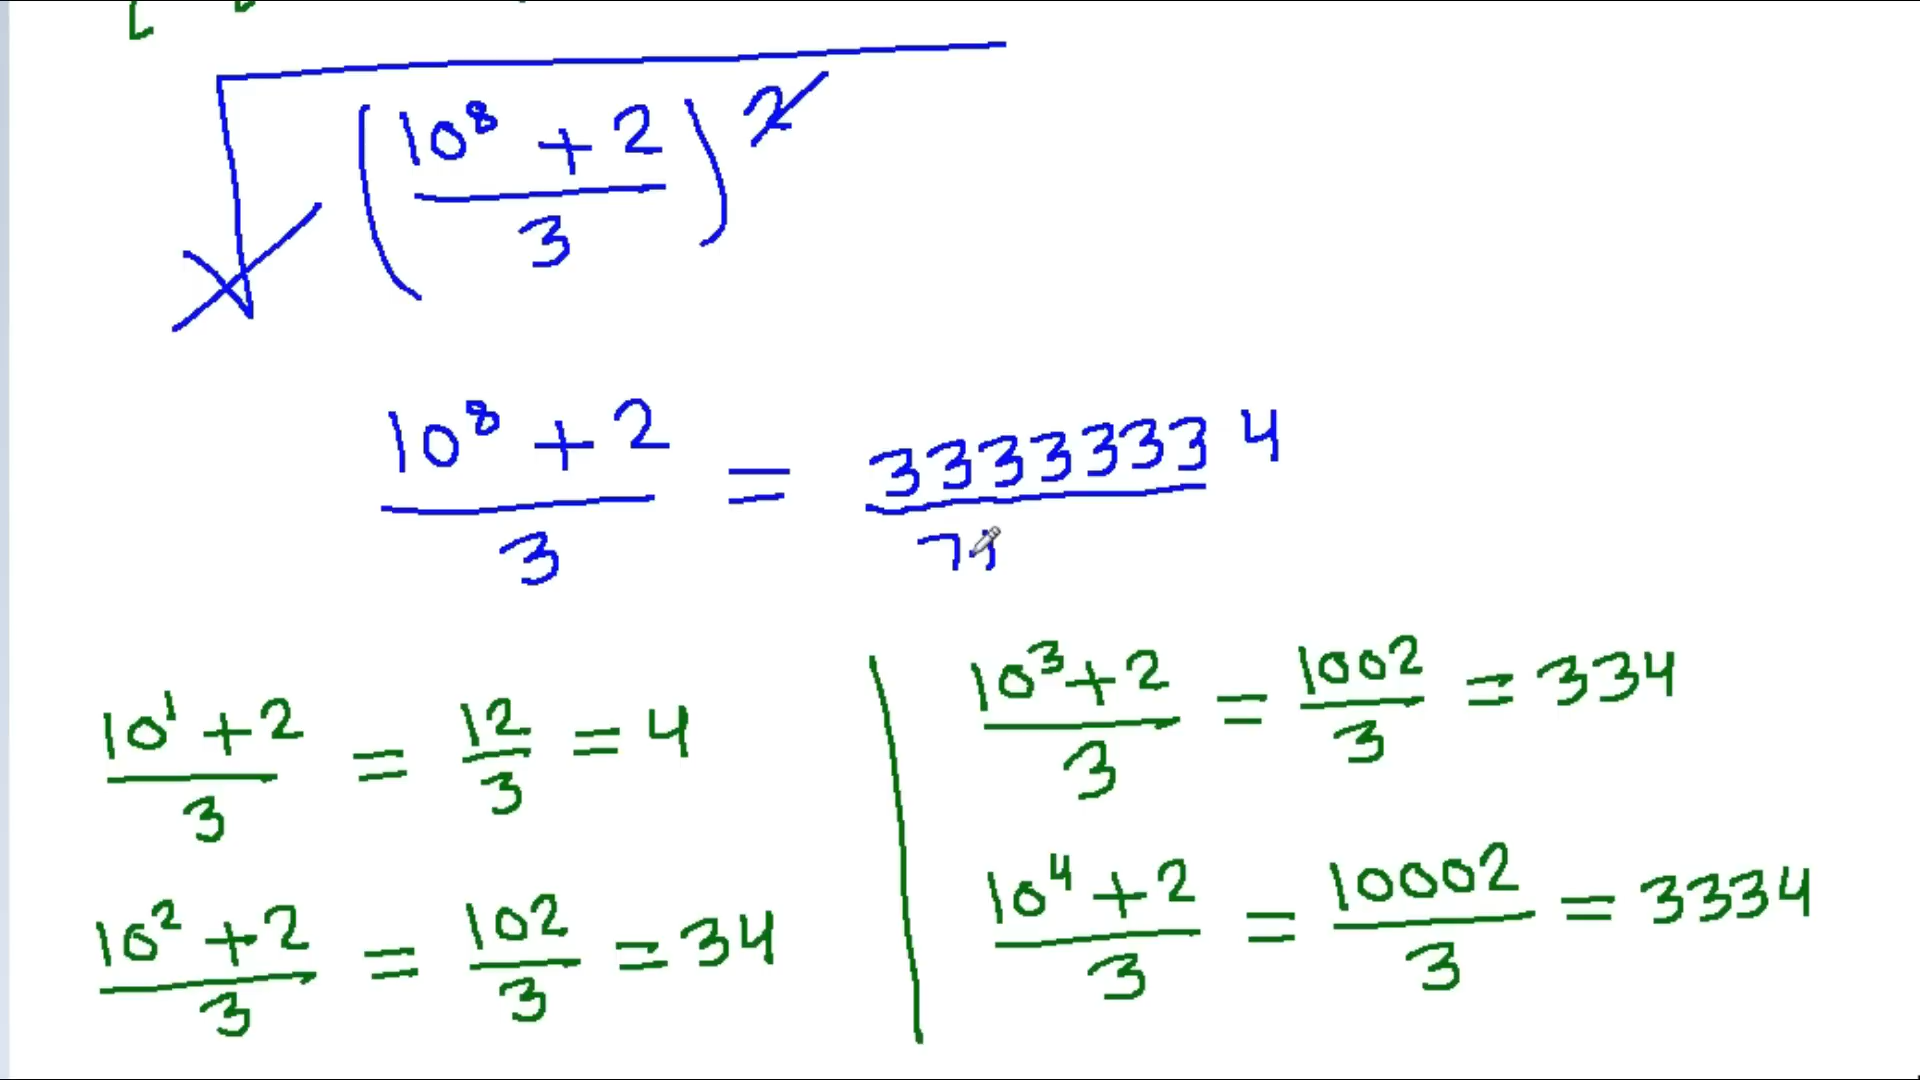 √((10⁸ + 2)/3)²
(10⁸ + 2)/3 = 33333334
7
(10¹ + 2)/3 = 12/3 = 4
(10² + 2)/3 = 102/3 = 34
(10³ + 2)/3 = 1002/3 = 334
(10⁴ + 2)/3 = 10002/3 = 3334